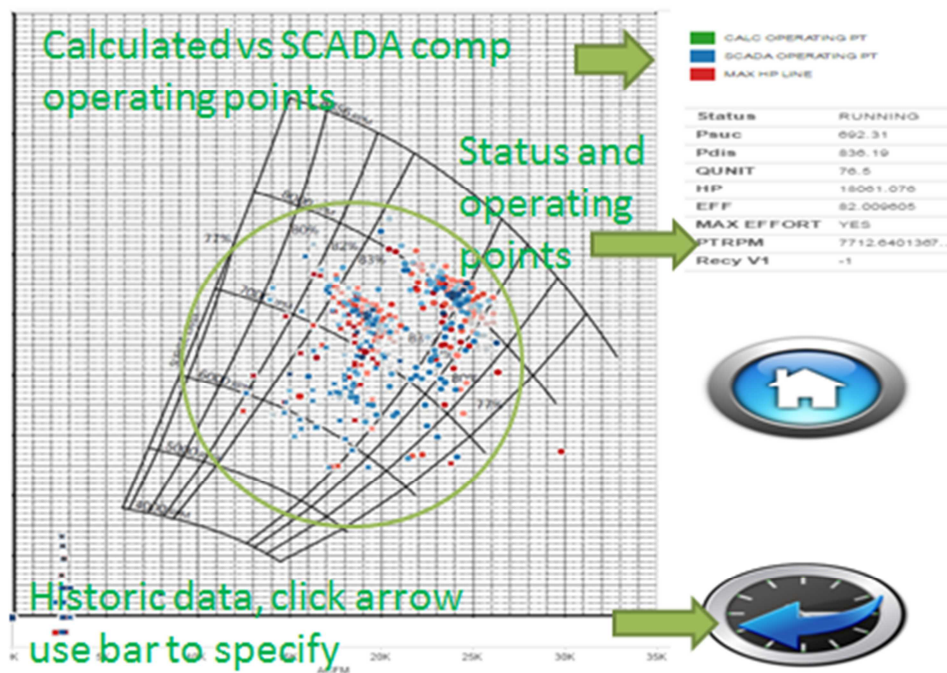 Calculated vs SCADA comp
operating points
CALC OPERATING PT
SCADA OPERATING PT
MAX HP LINE
Status RUNNING
Psuc 692.31
Pdis 836.19
QUNIT 76.5
HP 18061.076
EFF 82.009605
MAX EFFORT YES
PTRPM 7712.6401367..
Recy V1 -1
Status and
operating
points
77%
80%
82%
83%
80%
77%
Historic data, click arrow
use bar to specify
20K 25K 30K 35K
ACFM